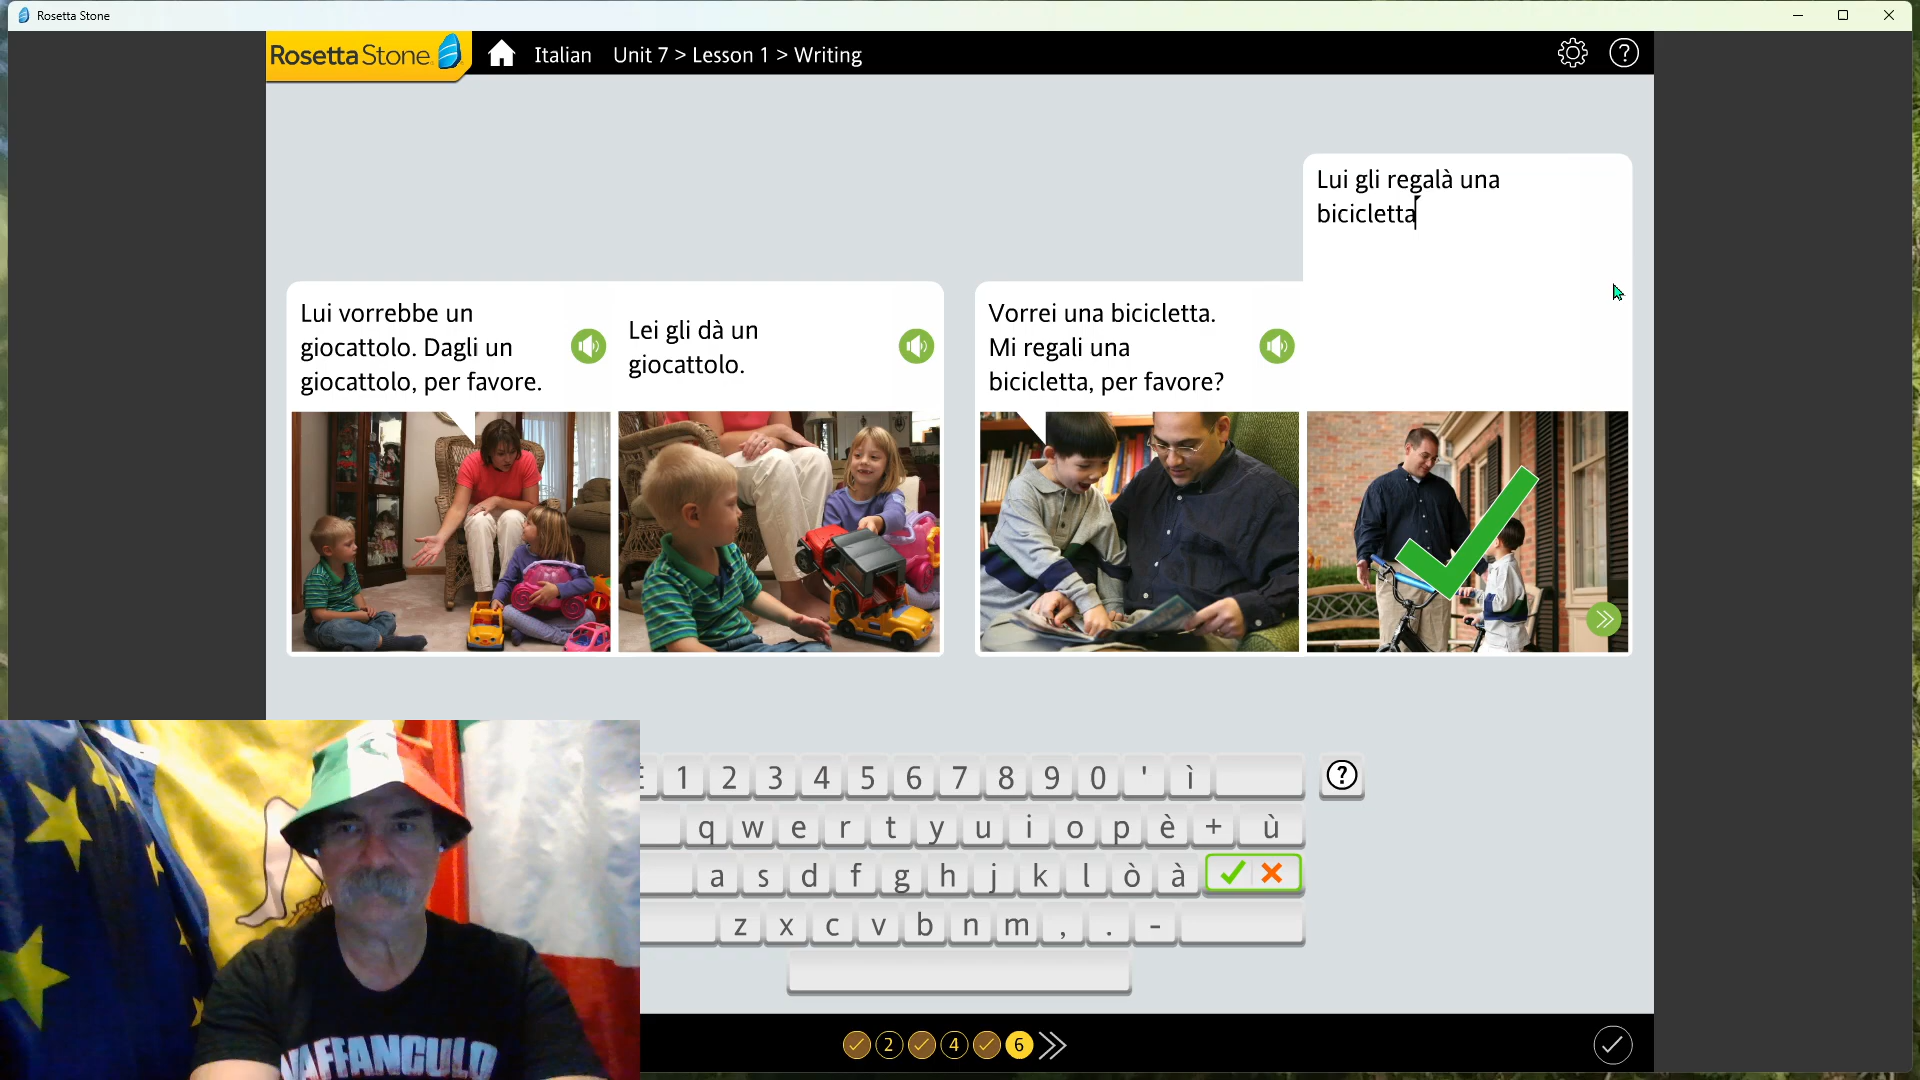 Rosetta Stone
RosettaStone
Italian Unit 7 > Lesson 1 > Writing
?
Lui gli regalà una
bicicletta
Lui vorrebbe un
giocattolo. Dagli un
giocattolo, per favore.
Lei gli dà un
giocattolo.
Vorrei una bicicletta.
Mi regali una
bicicletta, per favore?
1 2 3 4 5 6 7 8 9 0 ' ì
?
q w e r t y u i o p è + ù
a s d f g h j k l ò à
z x c v b n m , . -
2 4 6
VAFFANCULO